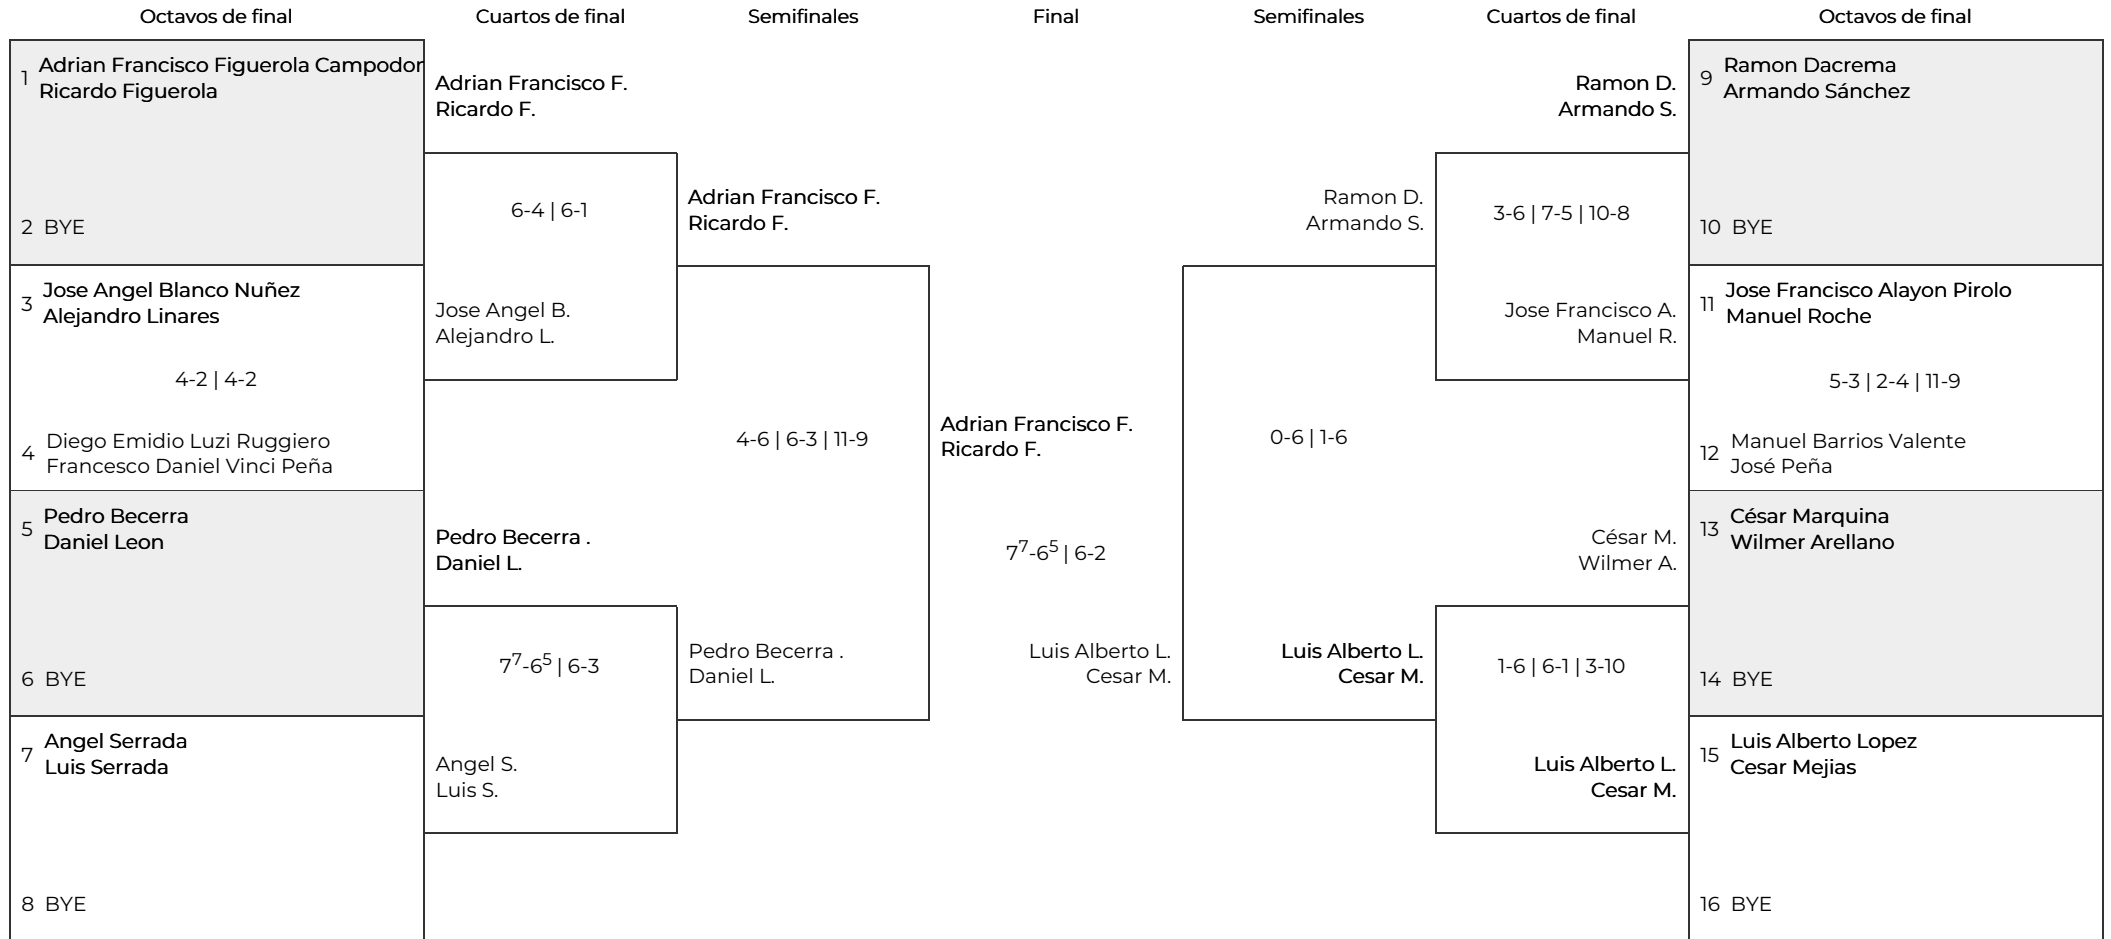 Octavos de final
Cuartos de final
Semifinales
Final
Semifinales
Cuartos de final
Octavos de final
1 Adrian Francisco Figuerola Campodor
Ricardo Figuerola
2 BYE
3 Jose Angel Blanco Nuñez
Alejandro Linares
4-2 | 4-2
4 Diego Emidio Luzi Ruggiero
Francesco Daniel Vinci Peña
5 Pedro Becerra
Daniel Leon
6 BYE
7 Angel Serrada
Luis Serrada
8 BYE
Adrian Francisco F.
Ricardo F.
6-4 | 6-1
Jose Angel B.
Alejandro L.
Pedro Becerra .
Daniel L.
7⁷-6⁵ | 6-3
Angel S.
Luis S.
Adrian Francisco F.
Ricardo F.
4-6 | 6-3 | 11-9
Pedro Becerra .
Daniel L.
Adrian Francisco F.
Ricardo F.
7⁷-6⁵ | 6-2
Luis Alberto L.
Cesar M.
Ramon D.
Armando S.
0-6 | 1-6
Luis Alberto L.
Cesar M.
Ramon D.
Armando S.
3-6 | 7-5 | 10-8
Jose Francisco A.
Manuel R.
César M.
Wilmer A.
1-6 | 6-1 | 3-10
Luis Alberto L.
Cesar M.
9 Ramon Dacrema
Armando Sánchez
10 BYE
11 Jose Francisco Alayon Pirolo
Manuel Roche
5-3 | 2-4 | 11-9
12 Manuel Barrios Valente
José Peña
13 César Marquina
Wilmer Arellano
14 BYE
15 Luis Alberto Lopez
Cesar Mejias
16 BYE